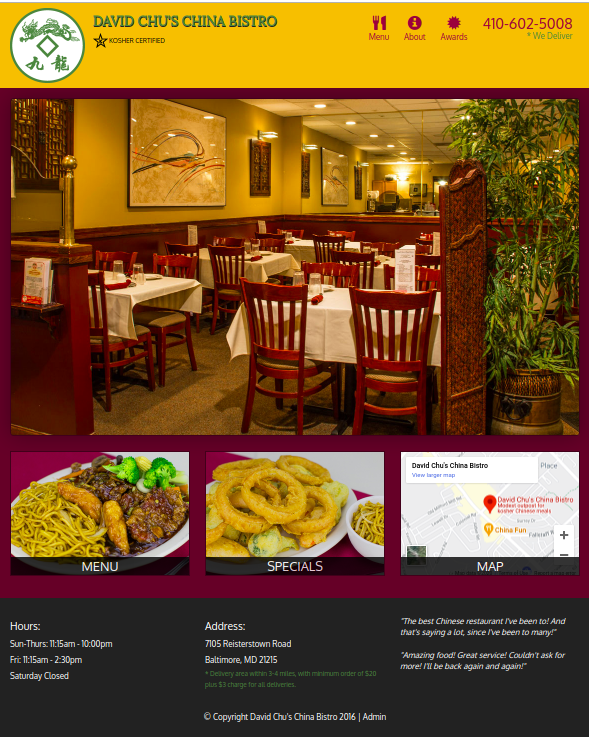 DAVID CHU'S CHINA BISTRO
KOSHER CERTIFIED
Menu
About
Awards
410-602-5008
* We Deliver
九 龍
MENU
SPECIALS
David Chu's China Bistro
View larger map
Place
David Chu's China Bistro
Modest outpost for
kosher Chinese meals
China Fun
+
−
MAP
Hours:
Sun-Thurs: 11:15am - 10:00pm
Fri: 11:15am - 2:30pm
Saturday Closed
Address:
7105 Reisterstown Road
Baltimore, MD 21215
* Delivery area within 3-4 miles, with minimum order of $20
plus $3 charge for all deliveries.
"The best Chinese restaurant I've been to! And
that's saying a lot, since I've been to many!"
"Amazing food! Great service! Couldn't ask for
more! I'll be back again and again!"
© Copyright David Chu's China Bistro 2016 | Admin